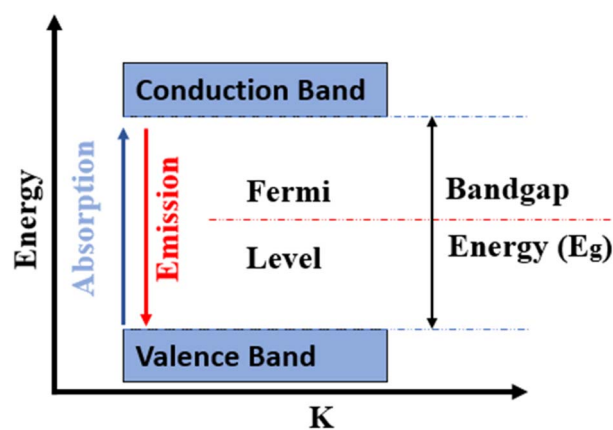 Energy
Conduction Band
Absorption
Emission
Fermi
Level
Bandgap
Energy (Eg)
Valence Band
K